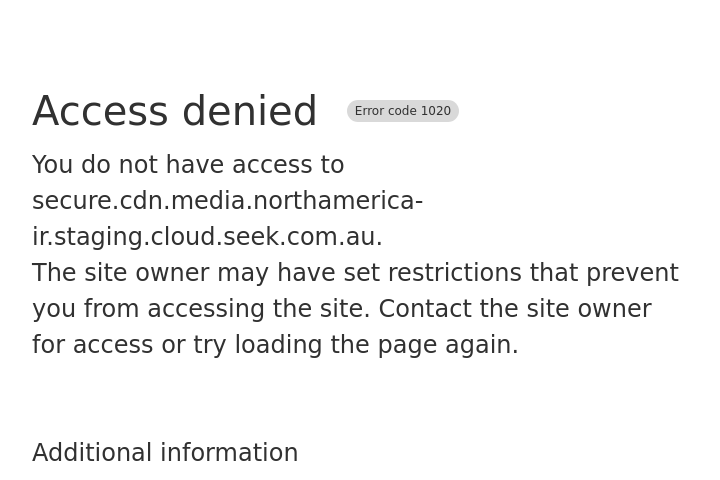 Access denied
Error code 1020
You do not have access to
secure.cdn.media.northamerica-
ir.staging.cloud.seek.com.au.
The site owner may have set restrictions that prevent
you from accessing the site. Contact the site owner
for access or try loading the page again.
Additional information